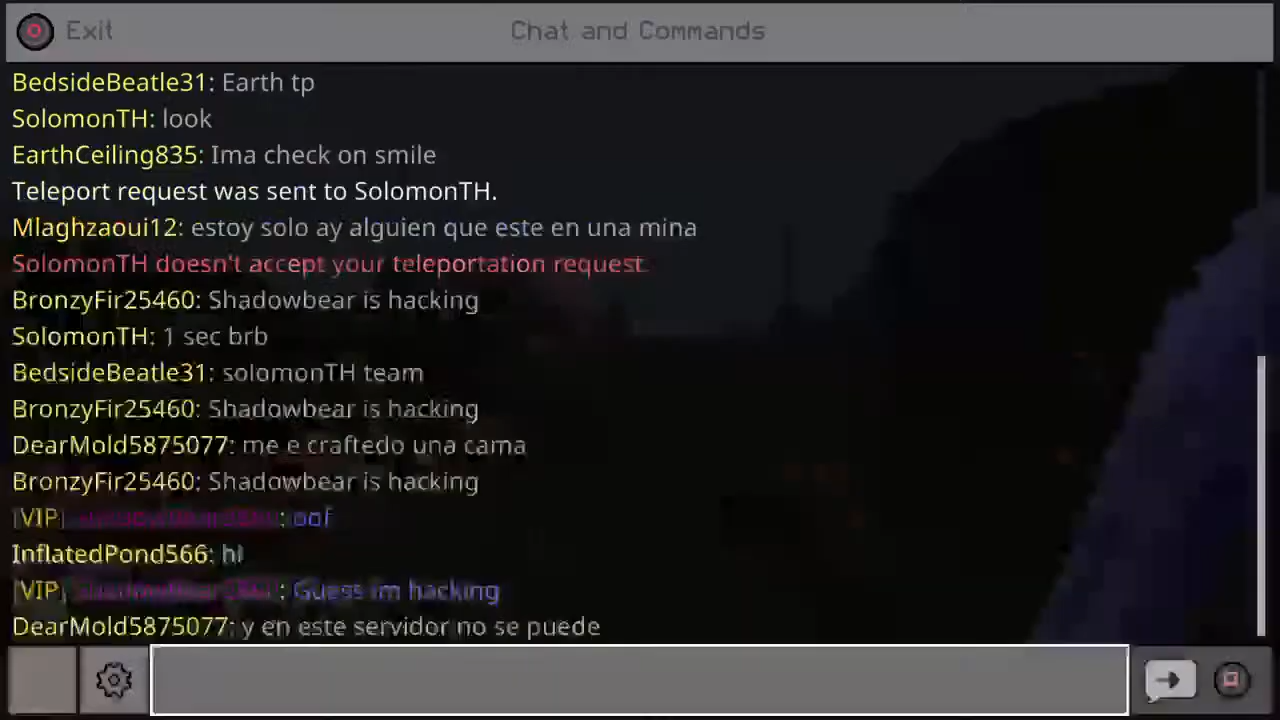 Exit
Chat and Commands
BedsideBeatle31: Earth tp
SolomonTH: look
EarthCeiling835: Ima check on smile
Teleport request was sent to SolomonTH.
Mlaghzaoui12: estoy solo ay alguien que este en una mina
SolomonTH doesn't accept your teleportation request.
BronzyFir25460: Shadowbear is hacking
SolomonTH: 1 sec brb
BedsideBeatle31: solomonTH team
BronzyFir25460: Shadowbear is hacking
DearMold5875077: me e craftedo una cama
BronzyFir25460: Shadowbear is hacking
[VIP] : oof
InflatedPond566: hi
[VIP] : Guess im hacking
DearMold5875077: y en este servidor no se puede